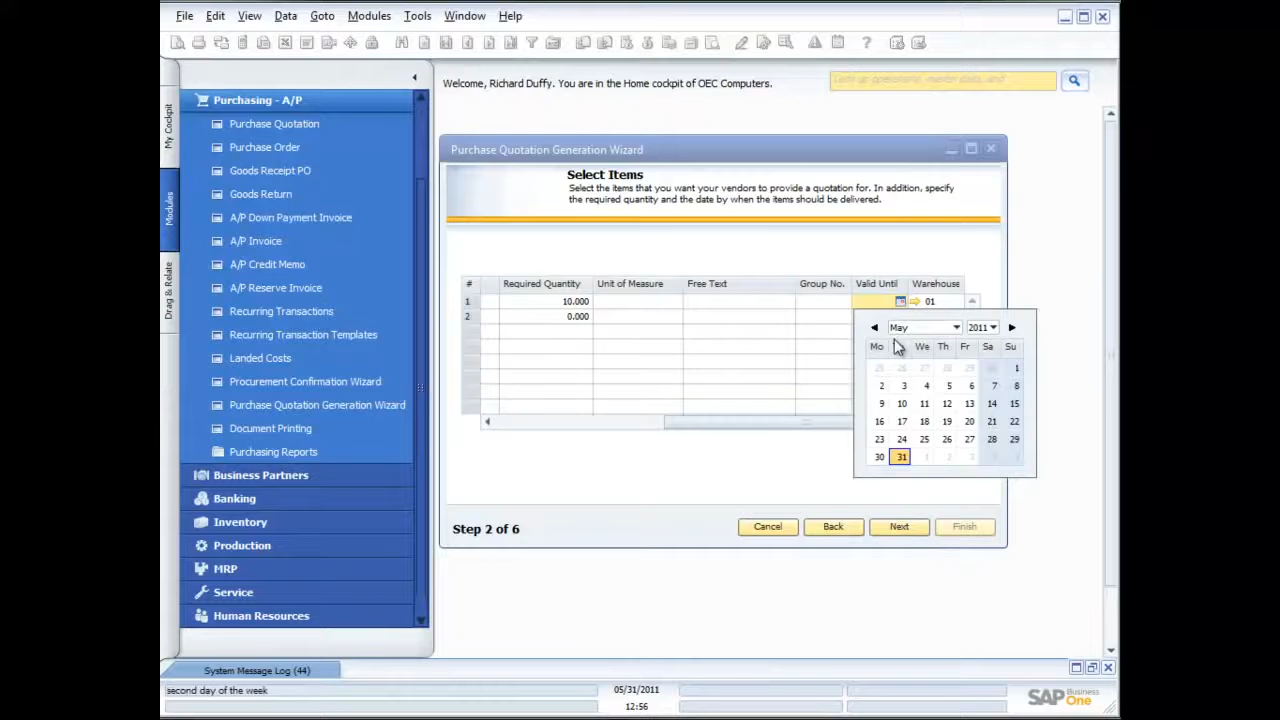 File Edit View Data Goto Modules Tools Window Help
Welcome, Richard Duffy. You are in the Home cockpit of OEC Computers.
My Cockpit
Modules
Drag & Relate
Purchasing - A/P
Purchase Quotation
Purchase Order
Goods Receipt PO
Goods Return
A/P Down Payment Invoice
A/P Invoice
A/P Credit Memo
A/P Reserve Invoice
Recurring Transactions
Recurring Transaction Templates
Landed Costs
Procurement Confirmation Wizard
Purchase Quotation Generation Wizard
Document Printing
Purchasing Reports
Business Partners
Banking
Inventory
Production
MRP
Service
Human Resources
Purchase Quotation Generation Wizard
Select Items
Select the items that you want your vendors to provide a quotation for. In addition, specify
the required quantity and the date by when the items should be delivered.
# Required Quantity Unit of Measure Free Text Group No. Valid Until Warehouse
1 10.000 01
2 0.000
May 2011
Mo We Th Fr Sa Su
25 26 27 28 29 1
2 3 4 5 6 7 8
9 10 11 12 13 14 15
16 17 18 19 20 21 22
23 24 25 26 27 28 29
30 31 1 2 3
Step 2 of 6
Cancel Back Next Finish
System Message Log (44)
second day of the week 05/31/2011
12:56
SAP Business One